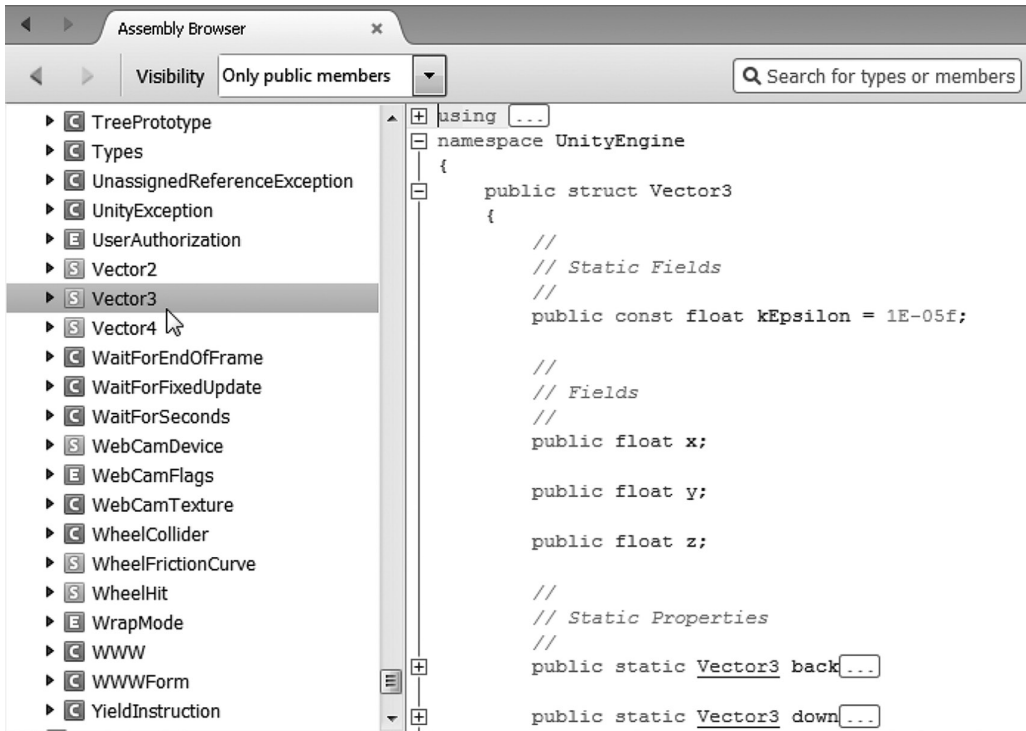 Assembly Browser
Visibility Only public members
Search for types or members
C TreePrototype
C Types
C UnassignedReferenceException
C UnityException
E UserAuthorization
S Vector2
S Vector3
S Vector4
C WaitForEndOfFrame
C WaitForFixedUpdate
C WaitForSeconds
S WebCamDevice
E WebCamFlags
C WebCamTexture
C WheelCollider
S WheelFrictionCurve
S WheelHit
E WrapMode
C WWW
C WWWForm
C YieldInstruction
using ...
namespace UnityEngine
{
public struct Vector3
{
//
// Static Fields
//
public const float kEpsilon = 1E-05f;
//
// Fields
//
public float x;
public float y;
public float z;
//
// Static Properties
//
public static Vector3 back...
public static Vector3 down...